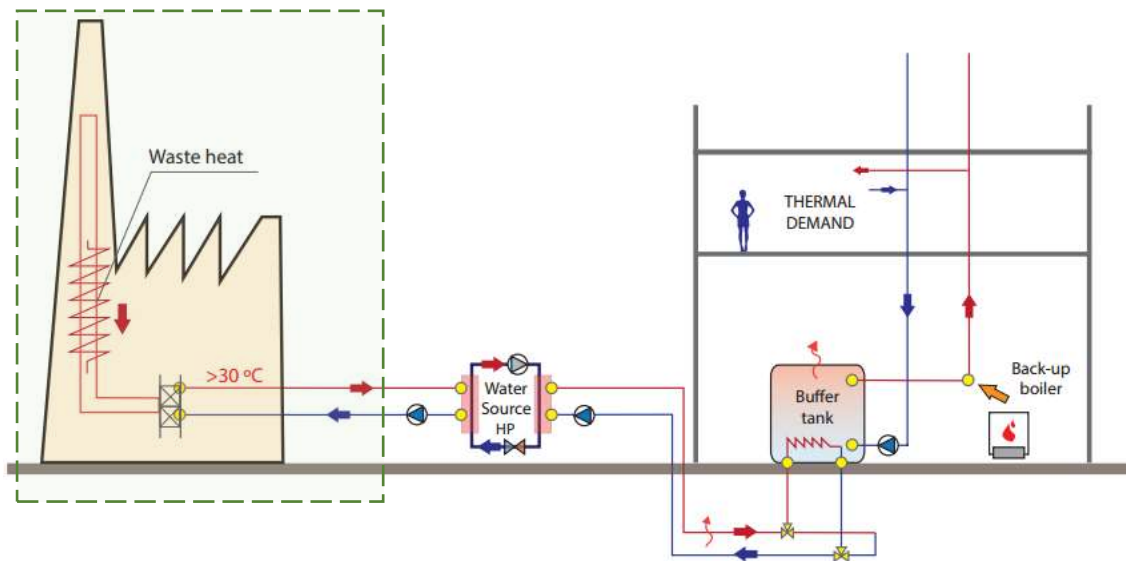 Waste heat
>30 ºC
Water
Source
HP
THERMAL
DEMAND
Buffer
tank
Back-up
boiler